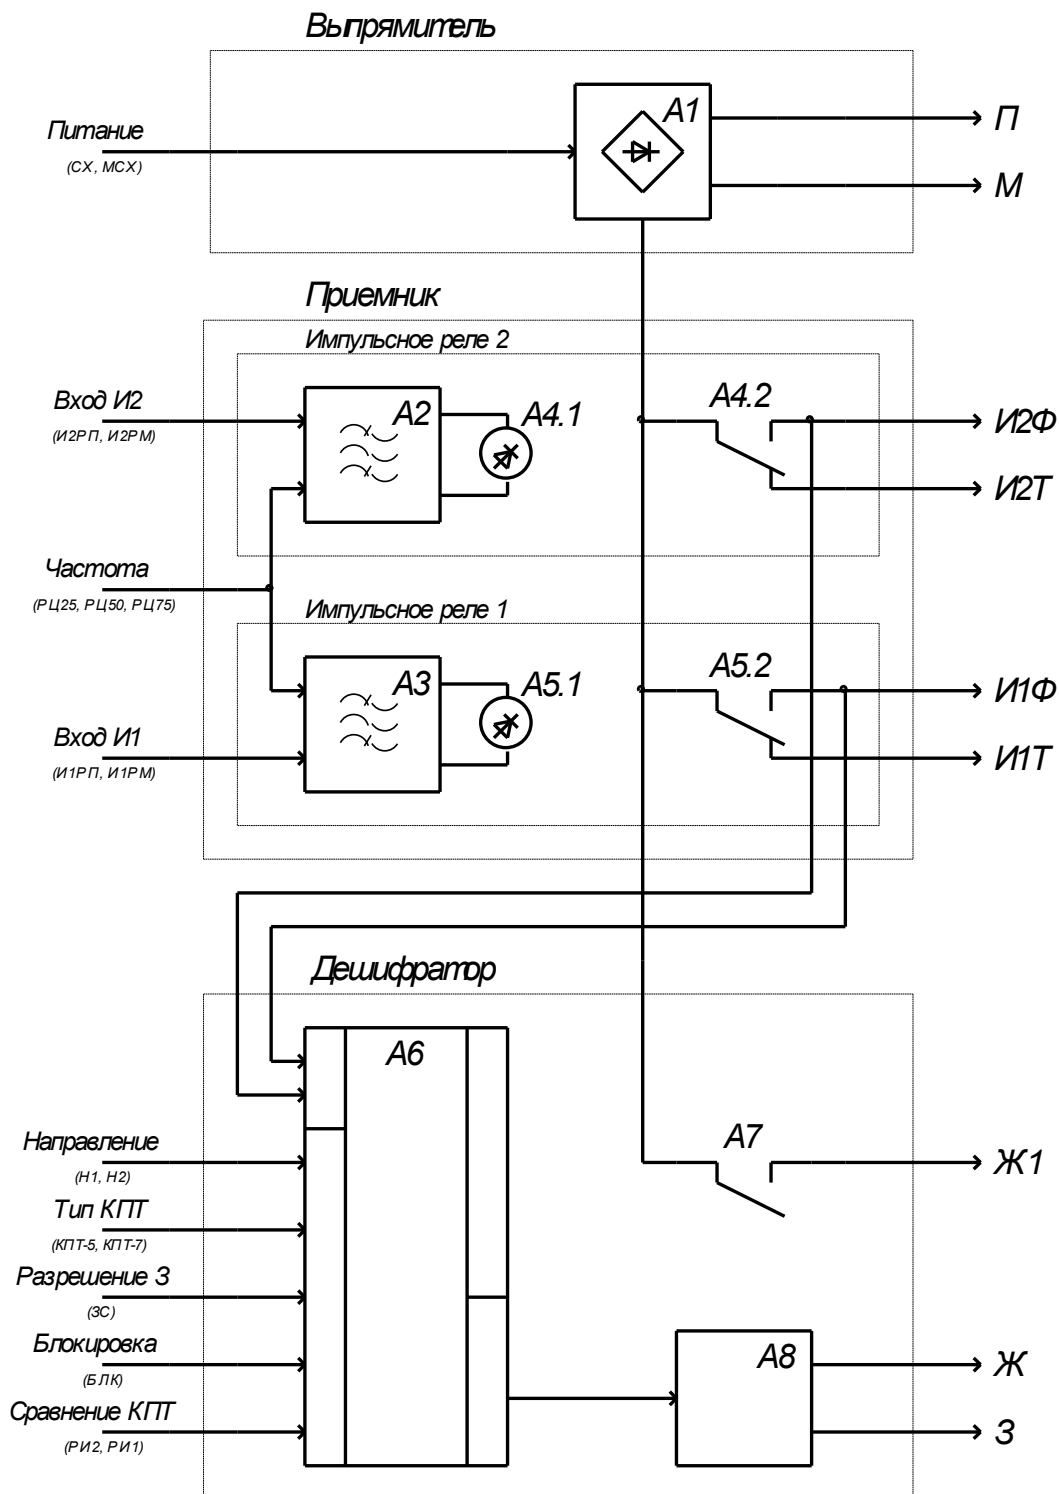 Выпрямитель
А1
П
Питание
(СХ, МСХ)
М
Приемник
Импульсное реле 2
Вход И2
(И2РП, И2РМ)
А2
А4.1
А4.2
И2Ф
И2Т
Частота
(РЦ25, РЦ50, РЦ75)
Импульсное реле 1
А3
А5.1
А5.2
И1Ф
Вход И1
(И1РП, И1РМ)
И1Т
Дешифратор
А6
Направление
(Н1, Н2)
А7
Ж1
Тип КПТ
(КПТ-5, КПТ-7)
Разрешение З
(ЗС)
Блокировка
(БЛК)
А8
Ж
Сравнение КПТ
(РИ2, РИ1)
З